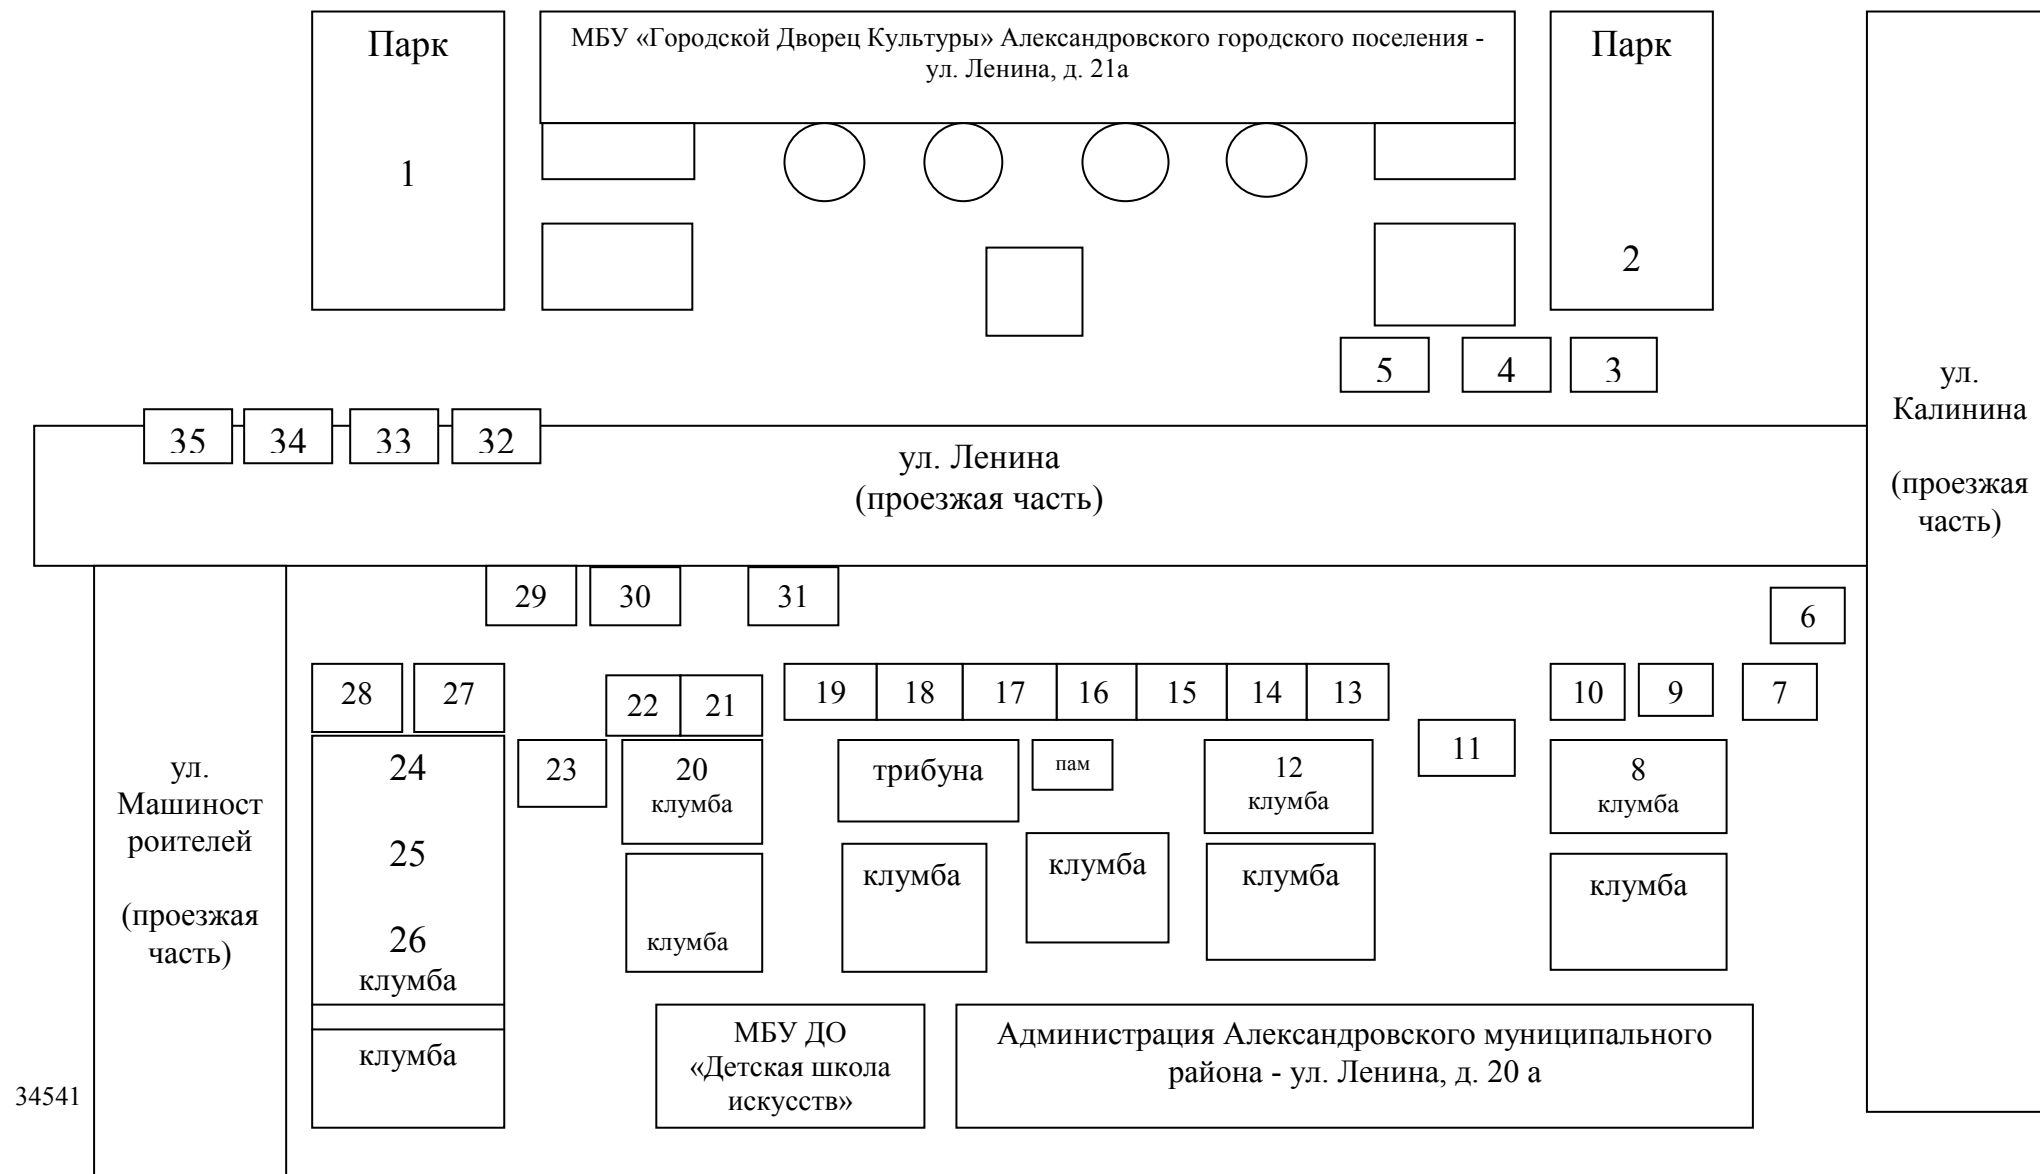 Парк
1
МБУ «Городской Дворец Культуры» Александровского городского поселения -
ул. Ленина, д. 21а
Парк
2
5
4
3
ул.
Калинина
(проезжая
часть)
35
34
33
32
ул. Ленина
(проезжая часть)
29
30
31
6
28
27
22
21
19
18
17
16
15
14
13
10
9
7
11
ул.
Машиност
роителей
(проезжая
часть)
24
25
26
клумба
23
20
клумба
трибуна
пам
12
клумба
8
клумба
клумба
клумба
клумба
клумба
клумба
клумба
МБУ ДО
«Детская школа
искусств»
Администрация Александровского муниципального
района - ул. Ленина, д. 20 а
34541